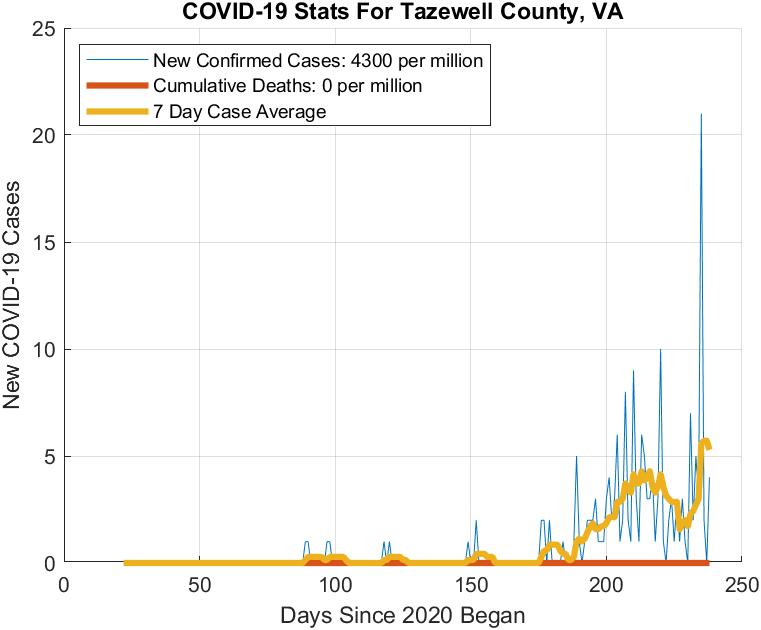 COVID-19 Stats For Tazewell County, VA
New Confirmed Cases: 4300 per million
Cumulative Deaths: 0 per million
7 Day Case Average
New COVID-19 Cases
25
20
15
10
5
0
0 50 100 150 200 250
Days Since 2020 Began